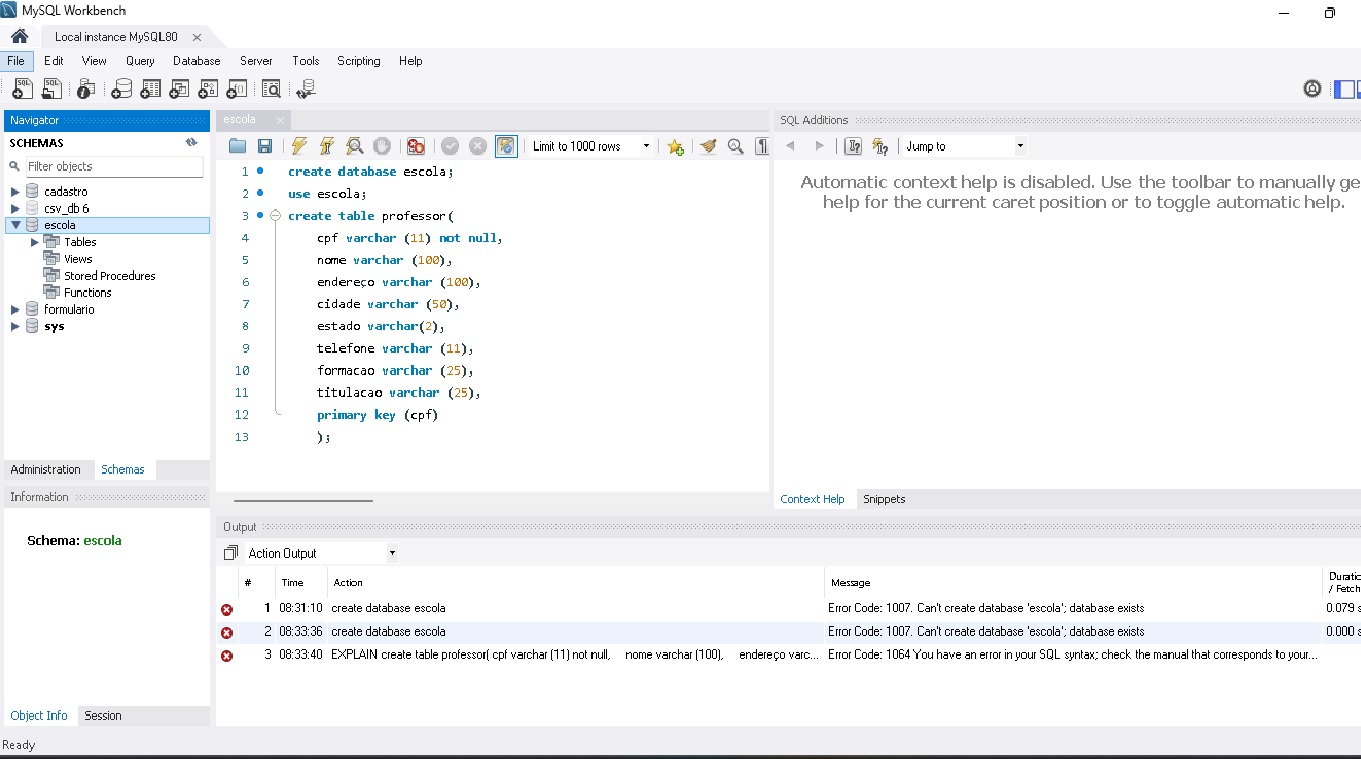 MySQL Workbench
Local instance MySQL80
File Edit View Query Database Server Tools Scripting Help
Navigator
SCHEMAS
Filter objects
cadastro
csv_db 6
escola
Tables
Views
Stored Procedures
Functions
formulario
sys
Administration Schemas
Information
Schema: escola
Object Info Session
Ready
escola
Limit to 1000 rows
1 create database escola;
2 use escola;
3 create table professor(
4 cpf varchar (11) not null,
5 nome varchar (100),
6 endereço varchar (100),
7 cidade varchar (50),
8 estado varchar(2),
9 telefone varchar (11),
10 formacao varchar (25),
11 titulacao varchar (25),
12 primary key (cpf)
13 );
SQL Additions
Jump to
Automatic context help is disabled. Use the toolbar to manually ge
help for the current caret position or to toggle automatic help.
Context Help Snippets
Output
Action Output
# Time Action Message Duratio
/ Fetch
1 08:31:10 create database escola Error Code: 1007. Can't create database 'escola'; database exists 0.079 s
2 08:33:36 create database escola Error Code: 1007. Can't create database 'escola'; database exists 0.000 s
3 08:33:40 EXPLAIN create table professor( cpf varchar (11) not null, nome varchar (100), endereço varc... Error Code: 1064 You have an error in your SQL syntax; check the manual that corresponds to your...